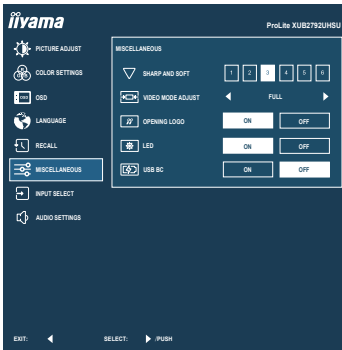 iiyama
ProLite XUB2792UHSU
PICTURE ADJUST
COLOR SETTINGS
OSD
OSD
LANGUAGE
RECALL
MISCELLANEOUS
INPUT SELECT
AUDIO SETTINGS
MISCELLANEOUS
SHARP AND SOFT 1 2 3 4 5 6
VIDEO MODE ADJUST FULL
OPENING LOGO ON OFF
LED ON OFF
USB BC ON OFF
EXIT: SELECT: /PUSH